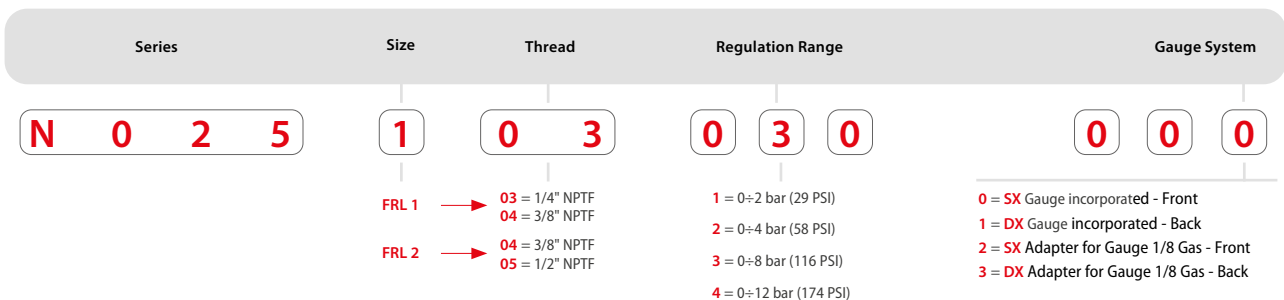 Series Size Thread Regulation Range Gauge System
N 0 2 5 1 0 3 0 3 0 0 0 0
FRL 1
03 = 1/4" NPTF
04 = 3/8" NPTF
FRL 2
04 = 3/8" NPTF
05 = 1/2" NPTF
1 = 0÷2 bar (29 PSI)
2 = 0÷4 bar (58 PSI)
3 = 0÷8 bar (116 PSI)
4 = 0÷12 bar (174 PSI)
0 = SX Gauge incorporated - Front
1 = DX Gauge incorporated - Back
2 = SX Adapter for Gauge 1/8 Gas - Front
3 = DX Adapter for Gauge 1/8 Gas - Back